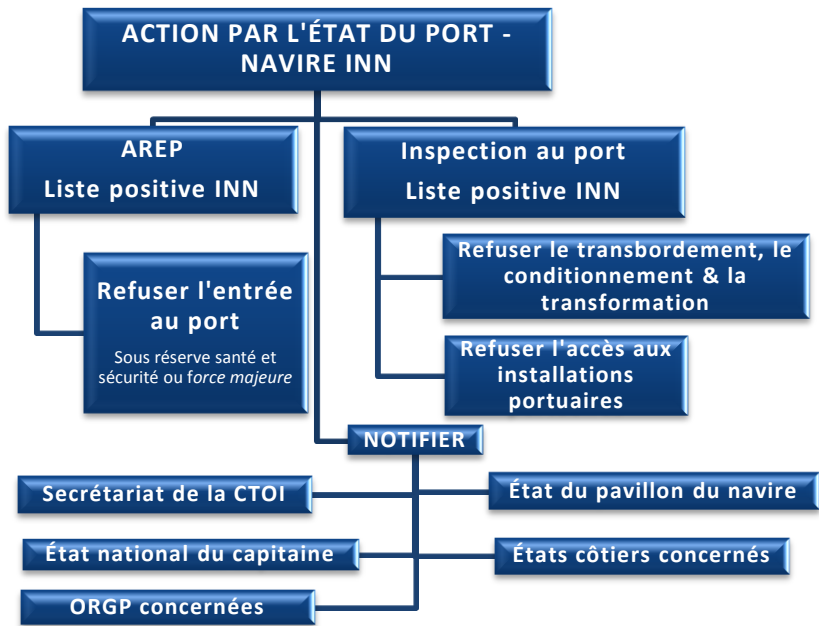 ACTION PAR L'ÉTAT DU PORT -
NAVIRE INN
AREP
Liste positive INN
Inspection au port
Liste positive INN
Refuser l'entrée
au port
Sous réserve santé et
sécurité ou force majeure
Refuser le transbordement, le
conditionnement & la
transformation
Refuser l'accès aux
installations
portuaires
NOTIFIER
Secrétariat de la CTOI
État du pavillon du navire
État national du capitaine
États côtiers concernés
ORGP concernées